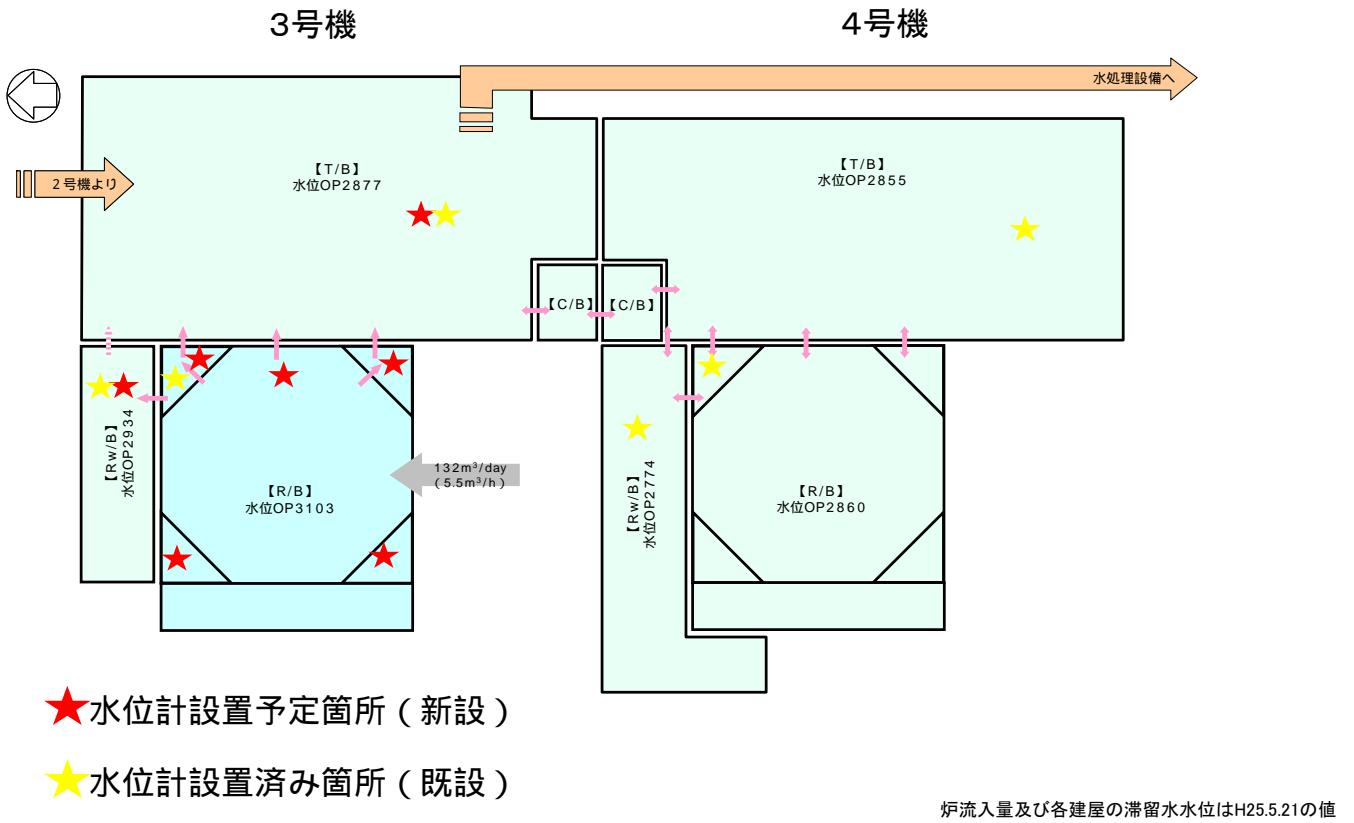 3号機
4号機
水処理設備へ
【T/B】
水位OP2877
【T/B】
水位OP2855
2号機より
【C/B】
【C/B】
【Rw/B】
水位OP2934
【R/B】
水位OP3103
132m³/day
(5.5m³/h)
【Rw/B】
水位OP2774
【R/B】
水位OP2860
水位計設置予定箇所(新設)
水位計設置済み箇所(既設)
炉流入量及び各建屋の滞留水水位はH25.5.21の値